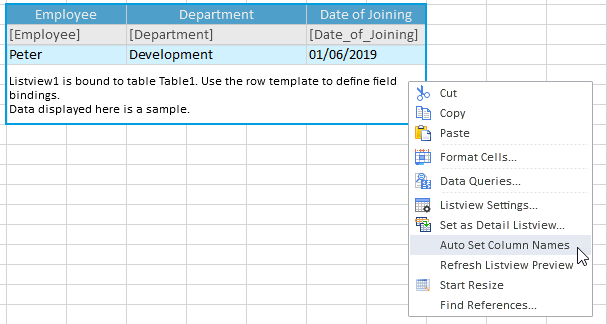 Employee Department Date of Joining
[Employee] [Department] [Date_of_Joining]
Peter Development 01/06/2019
Listview1 is bound to table Table1. Use the row template to define field
bindings.
Data displayed here is a sample.
Cut
Copy
Paste
Format Cells...
Data Queries...
Listview Settings...
Set as Detail Listview...
Auto Set Column Names
Refresh Listview Preview
Start Resize
Find References...